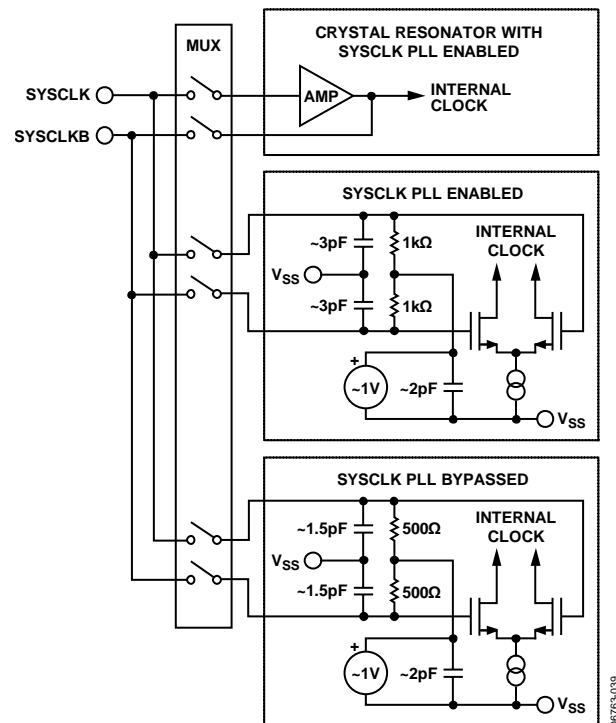 MUX
CRYSTAL RESONATOR WITH
SYSCLK PLL ENABLED
SYSCLK
AMP
INTERNAL
CLOCK
SYSCLKB
SYSCLK PLL ENABLED
INTERNAL
CLOCK
~3pF
1kΩ
VSS
~3pF
1kΩ
+
~1V
~2pF
VSS
SYSCLK PLL BYPASSED
INTERNAL
CLOCK
~1.5pF
500Ω
VSS
~1.5pF
500Ω
+
~1V
~2pF
VSS
6763-039